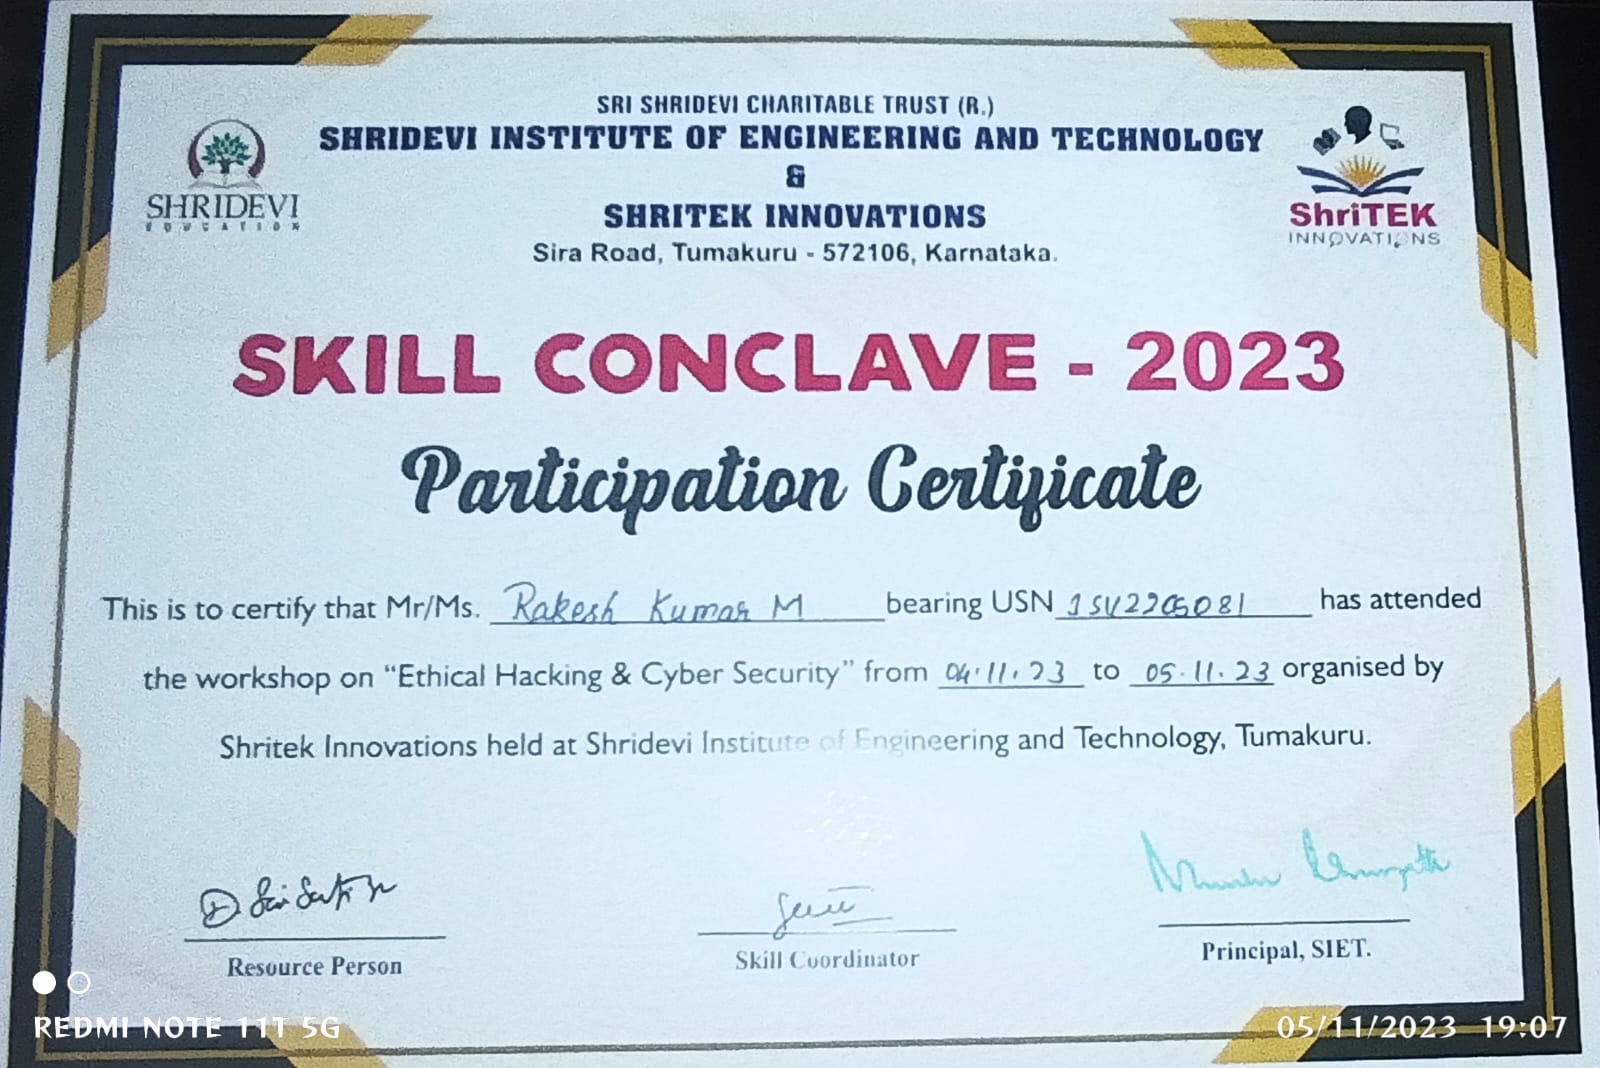 SRI SHRIDEVI CHARITABLE TRUST (R.)
SHRIDEVI INSTITUTE OF ENGINEERING AND TECHNOLOGY
&
SHRITEK INNOVATIONS
Sira Road, Tumakuru - 572106, Karnataka.
SHRIDEVI
EDUCATION
ShriTEK
INNOVATIONS
SKILL CONCLAVE - 2023
Participation Certificate
This is to certify that Mr/Ms. Rakesh Kumar M bearing USN has attended
the workshop on “Ethical Hacking & Cyber Security” from 04.11.23 to 05.11.23 organised by
Shritek Innovations held at Shridevi Institute of Engineering and Technology, Tumakuru.
Resource Person
Skill Coordinator
Principal, SIET.
REDMI NOTE 11T 5G
05/11/2023 19:07